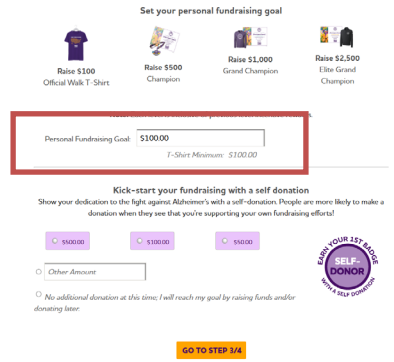 Set your personal fundraising goal
Raise $100
Official Walk T-Shirt
Raise $500
Champion
Raise $1,000
Grand Champion
Raise $2,500
Elite Grand
Champion
Personal Fundraising Goal:
$100.00
T-Shirt Minimum: $100.00
Kick-start your fundraising with a self donation
Show your dedication to the fight against Alzheimer's with a self-donation. People are more likely to make a
donation when they see that you're supporting your own fundraising efforts!
$500.00
$100.00
$50.00
EARN YOUR 1ST BADGE
SELF-
DONOR
WITH A SELF DONATION
Other Amount
No additional donation at this time; I will reach my goal by raising funds and/or
donating later.
GO TO STEP 3/4